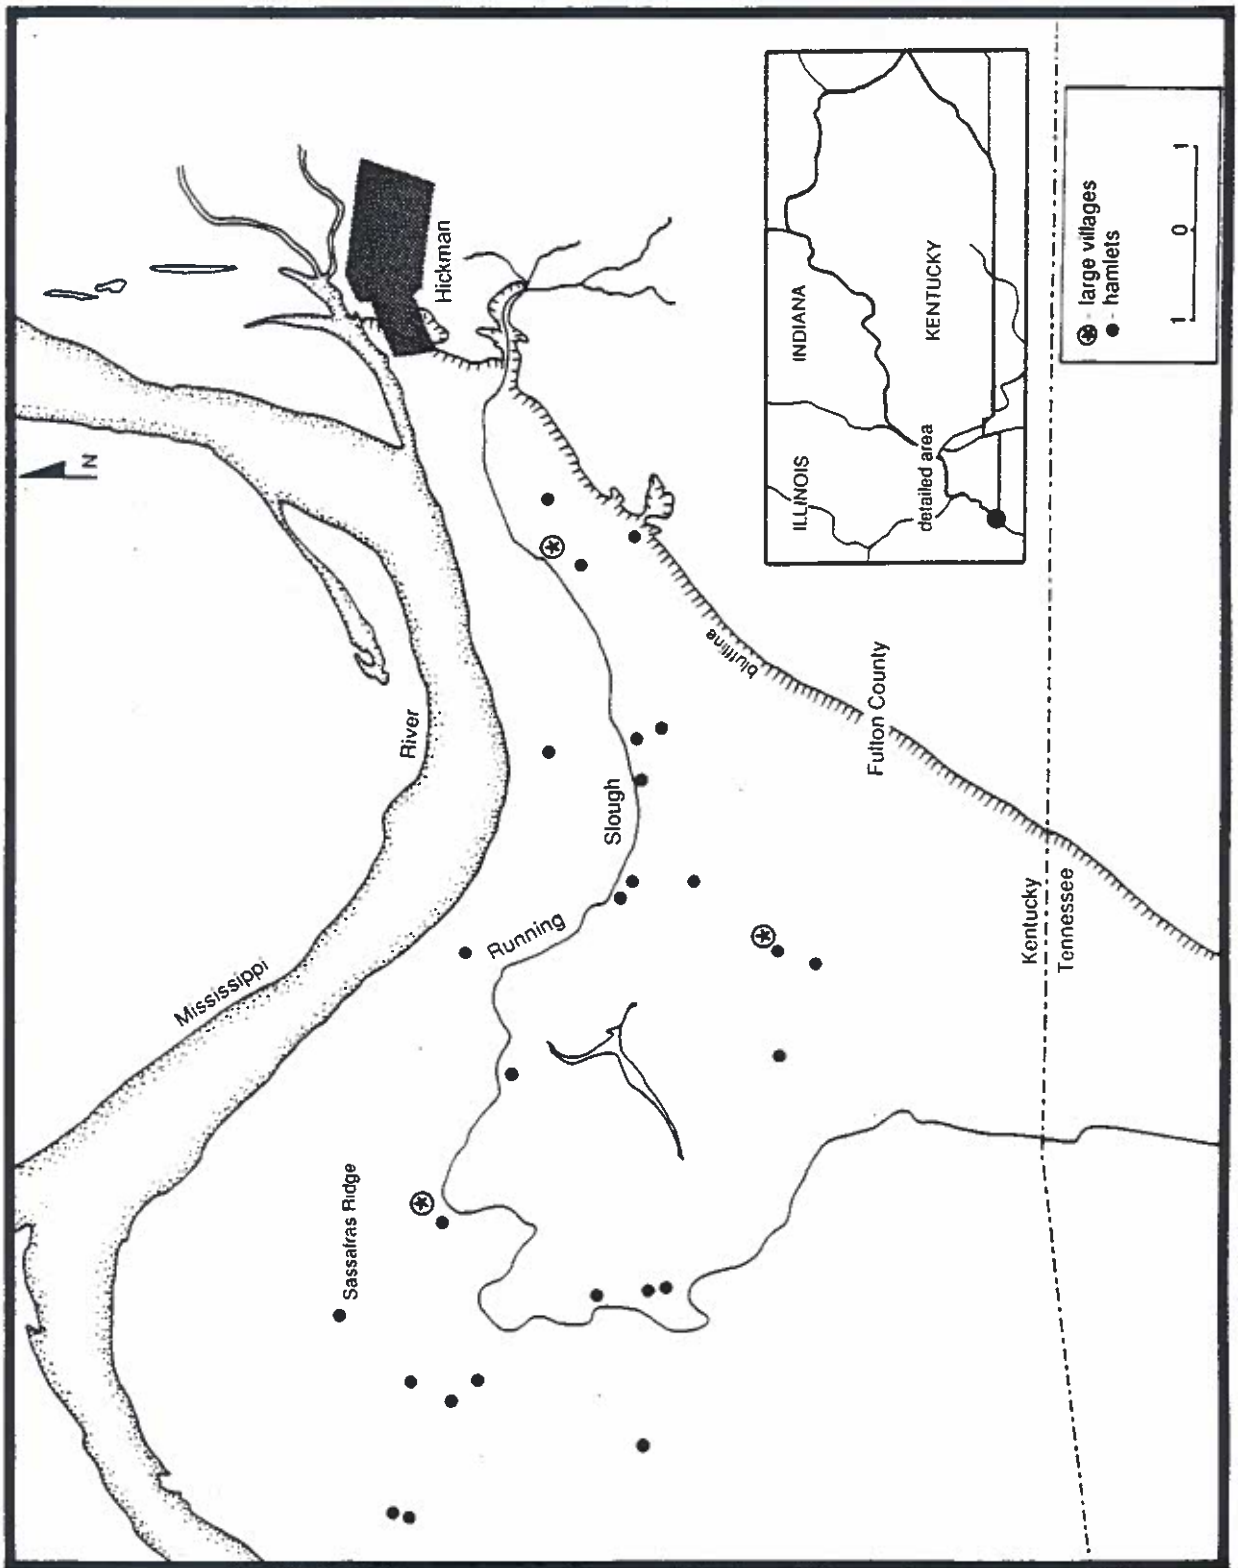 N
Hickman
Mississippi
River
Running
Slough
Sassafras Ridge
bluffline
Fulton County
Kentucky
Tennessee
ILLINOIS
INDIANA
KENTUCKY
detailed area
- large villages
- hamlets
1 0 1